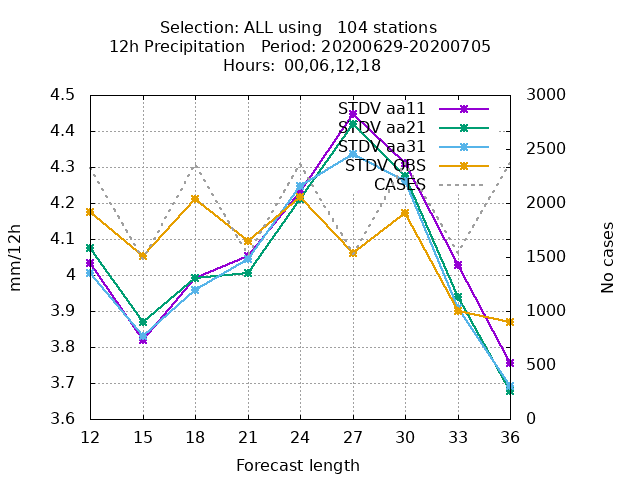 Selection: ALL using   104 stations
12h Precipitation   Period: 20200629-20200705
Hours: 00,06,12,18
STDV aa11
STDV aa21
STDV aa31
STDV OBS
CASES
mm/12h
4.5
4.4
4.3
4.2
4.1
4
3.9
3.8
3.7
3.6
3000
2500
2000
1500
1000
500
0
No cases
12 15 18 21 24 27 30 33 36
Forecast length